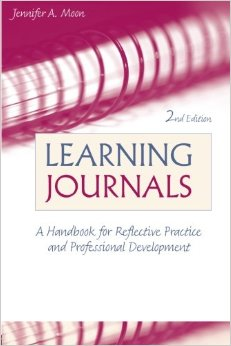 Jennifer A. Moon
2nd Edition
LEARNING
JOURNALS
A Handbook for Reflective Practice
and Professional Development